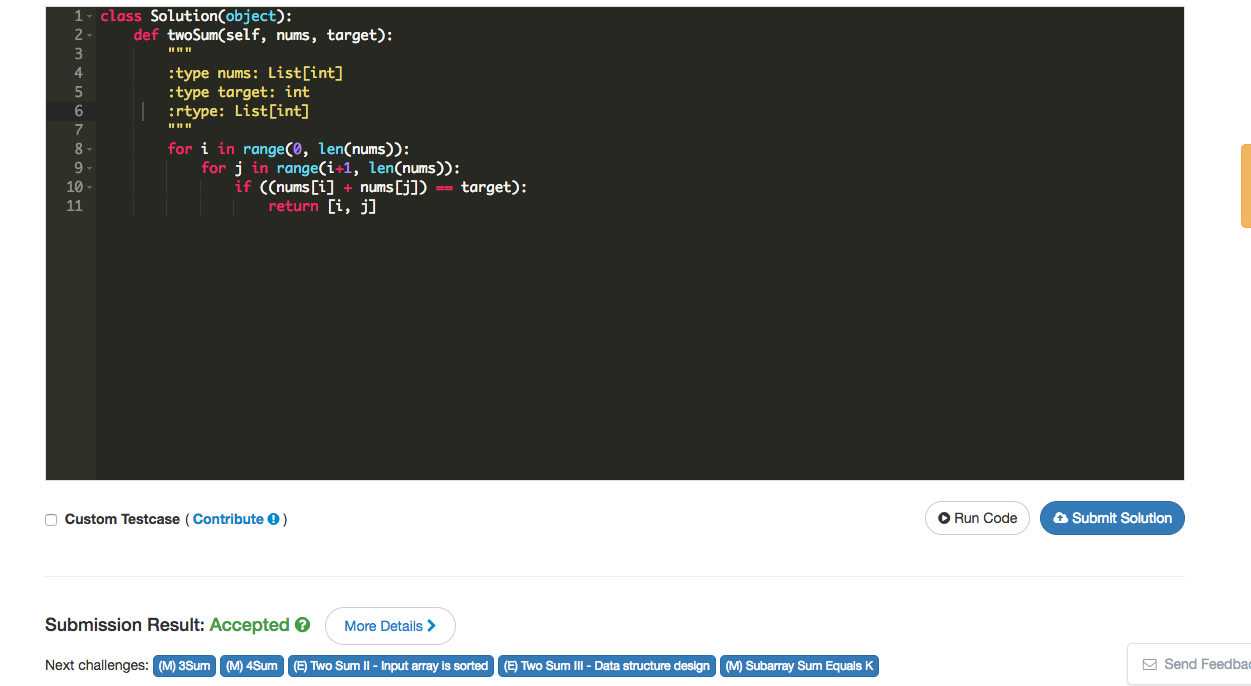 1 class Solution(object):
2 def twoSum(self, nums, target):
3 """
4 :type nums: List[int]
5 :type target: int
6 :rtype: List[int]
7 """
8 for i in range(0, len(nums)):
9 for j in range(i+1, len(nums)):
10 if ((nums[i] + nums[j]) == target):
11 return [i, j]
Custom Testcase ( Contribute ) Run Code Submit Solution
Submission Result: Accepted ? More Details
Next challenges: (M) 3Sum (M) 4Sum (E) Two Sum II - Input array is sorted (E) Two Sum III - Data structure design (M) Subarray Sum Equals K
Send Feedbac